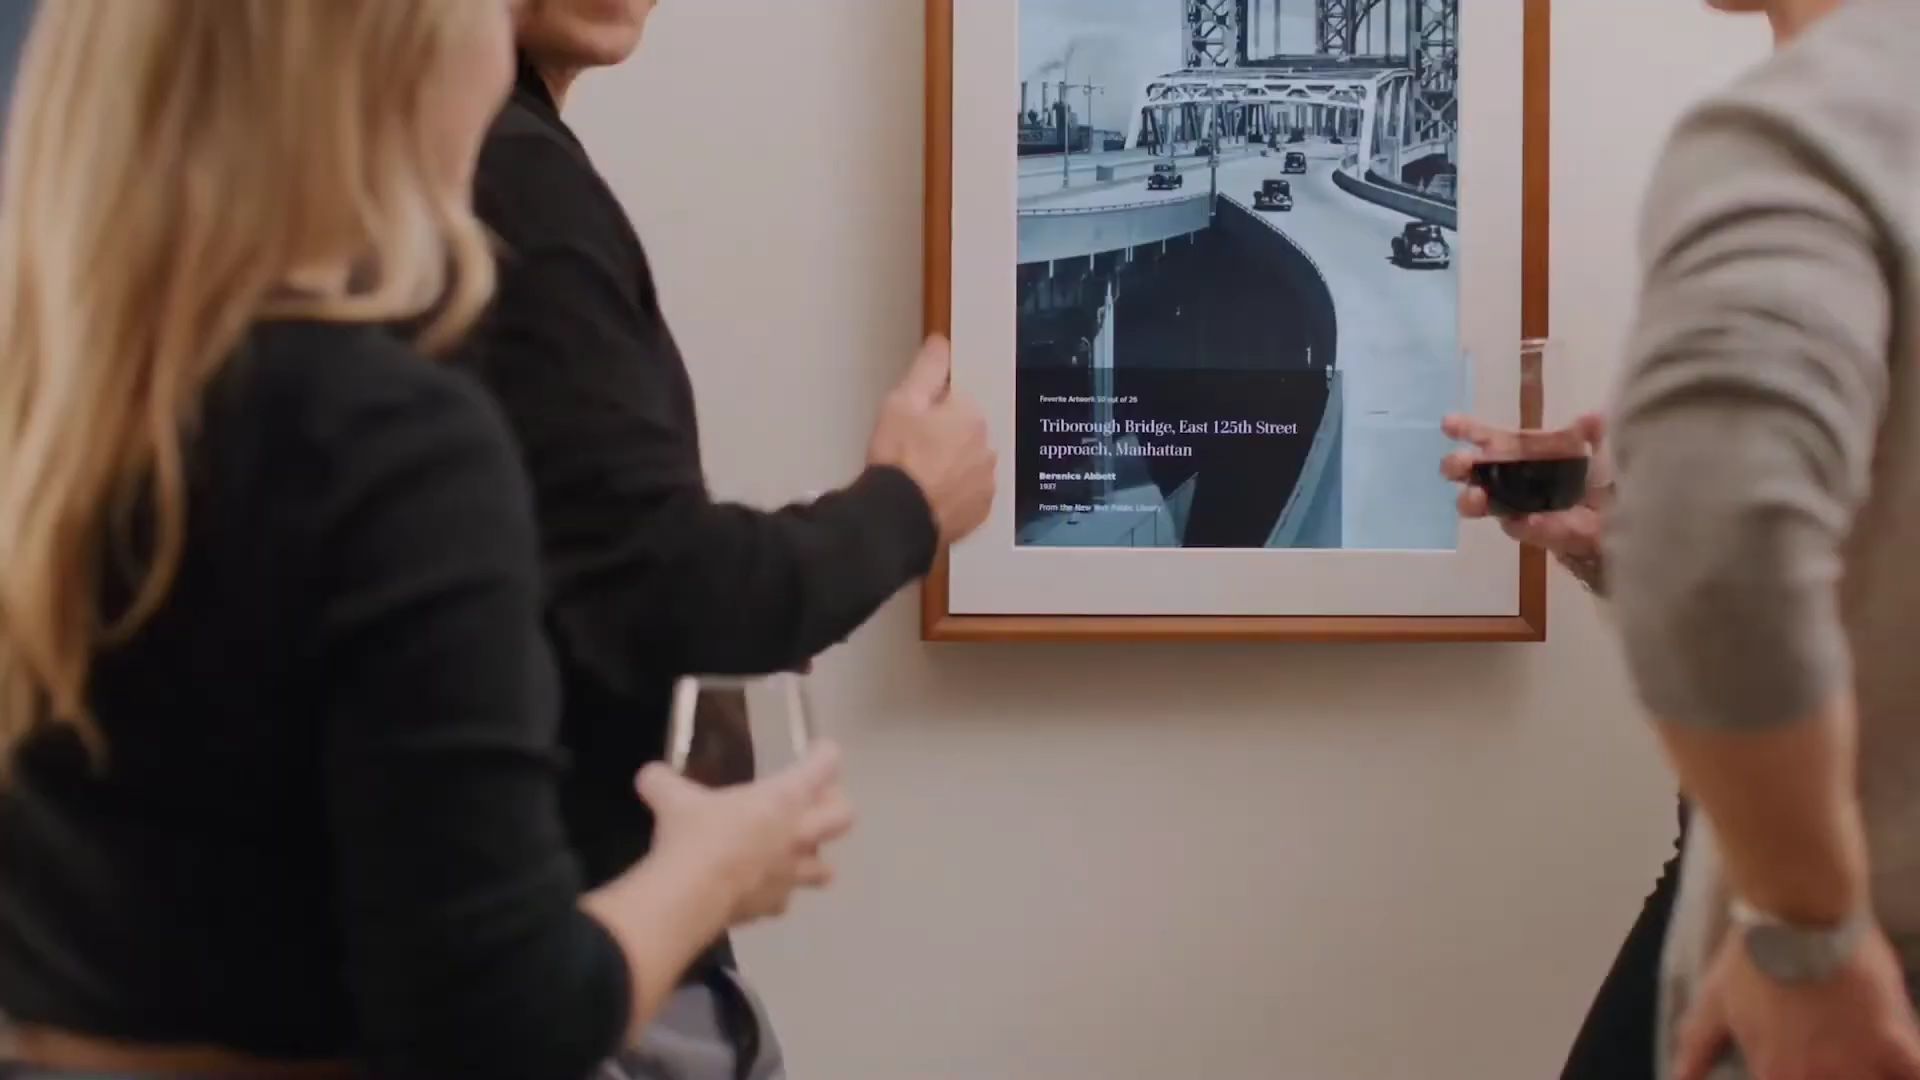 Favorite Artwork 10 out of 26
Triborough Bridge, East 125th Street
approach, Manhattan
Berenice Abbott
1937
From the New York Public Library